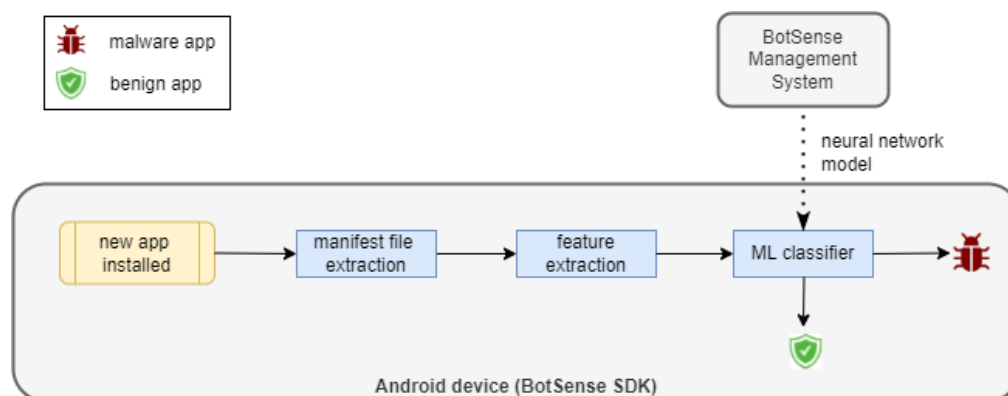 malware app
benign app
BotSense
Management
System
neural network
model
new app
installed
manifest file
extraction
feature
extraction
ML classifier
Android device (BotSense SDK)